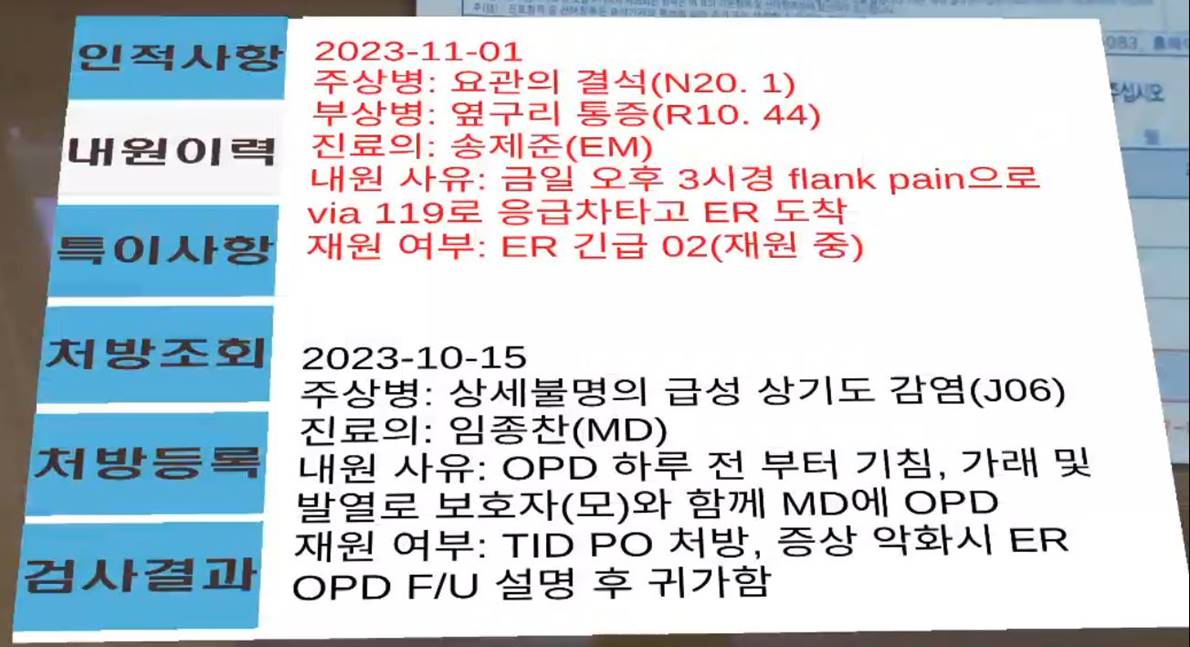 인적사항
내원이력
특이사항
처방조회
처방등록
검사결과
2023-11-01
주상병: 요관의 결석(N20. 1)
부상병: 옆구리 통증(R10. 44)
진료의: 송제준(EM)
내원 사유: 금일 오후 3시경 flank pain으로
via 119로 응급차타고 ER 도착
재원 여부: ER 긴급 02(재원 중)
2023-10-15
주상병: 상세불명의 급성 상기도 감염(J06)
진료의: 임종찬(MD)
내원 사유: OPD 하루 전 부터 기침, 가래 및
발열로 보호자(모)와 함께 MD에 OPD
재원 여부: TID PO 처방, 증상 악화시 ER
OPD F/U 설명 후 귀가함
083, 홈페이
주십시오
월